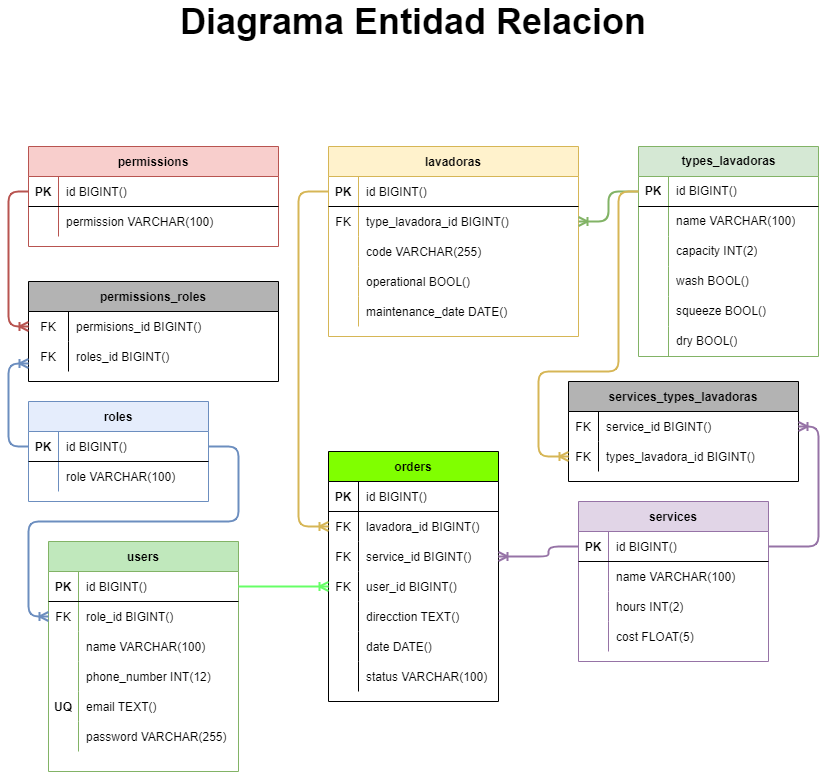 Diagrama Entidad Relacion
permissions
PK id BIGINT()
permission VARCHAR(100)
permissions_roles
FK permisions_id BIGINT()
FK roles_id BIGINT()
roles
PK id BIGINT()
role VARCHAR(100)
users
PK id BIGINT()
FK role_id BIGINT()
name VARCHAR(100)
phone_number INT(12)
UQ email TEXT()
password VARCHAR(255)
lavadoras
PK id BIGINT()
FK type_lavadora_id BIGINT()
code VARCHAR(255)
operational BOOL()
maintenance_date DATE()
orders
PK id BIGINT()
FK lavadora_id BIGINT()
FK service_id BIGINT()
FK user_id BIGINT()
direcction TEXT()
date DATE()
status VARCHAR(100)
types_lavadoras
PK id BIGINT()
name VARCHAR(100)
capacity INT(2)
wash BOOL()
squeeze BOOL()
dry BOOL()
services_types_lavadoras
FK service_id BIGINT()
FK types_lavadora_id BIGINT()
services
PK id BIGINT()
name VARCHAR(100)
hours INT(2)
cost FLOAT(5)